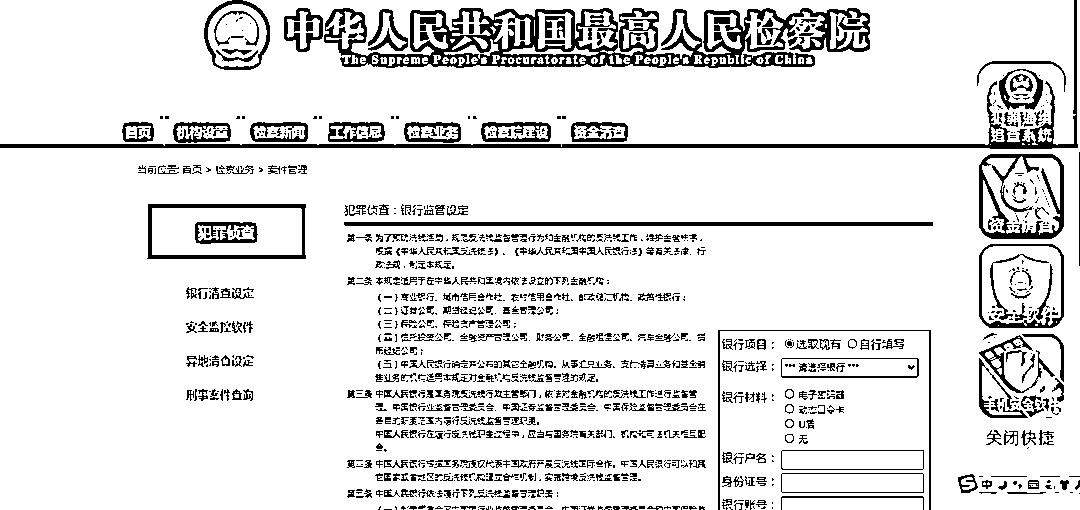 中华人民共和国最高人民检察院
The Supreme People's Procuratorate of the People's Republic of China
首页 机构设置 检察新闻 工作信息 检察业务 检察院建设 资金清查
追查系统
当前位置: 首页 > 检察业务 > 案件管理
犯罪侦查
银行清查设定
安全监控软件
异地清查设定
刑事案件查询
犯罪侦查：银行监管设定
第一条 为了预防洗钱活动，规范反洗钱监督管理行为和金融机构的反洗钱工作，维护金融秩序，
根据《中华人民共和国反洗钱法》、《中华人民共和国中国人民银行法》等有关法律、行
政法规，制定本规定。
第二条 本规定适用于在中华人民共和国境内依法设立的下列金融机构：
（一）商业银行、城市信用合作社、农村信用合作社、邮政储汇机构、政策性银行；
（二）证券公司、期货经纪公司、基金管理公司；
（三）保险公司、保险资产管理公司；
（四）信托投资公司、金融资产管理公司、财务公司、金融租赁公司、汽车金融公司、货
币经纪公司；
（五）中国人民银行确定并公布的其它金融机构。从事汇兑业务、支付清算业务和基金销
售业务的机构适用本规定对金融机构反洗钱监督管理的规定。
第三条 中国人民银行是国务院反洗钱行政主管部门，依法对金融机构的反洗钱工作进行监督管
理。中国银行业监督管理委员会、中国证券监督管理委员会、中国保险监督管理委员会在
各自的职责范围内履行反洗钱监督管理职责。
中国人民银行在履行反洗钱职责过程中，应当与国务院有关部门、机构和司法机关相互配
合。
第四条 中国人民银行根据国务院授权代表中国政府开展反洗钱国际合作。中国人民银行可以和其
它国家或者地区的反洗钱机构建立合作机制，实施跨境反洗钱监督管理。
第五条 中国人民银行依法履行下列反洗钱监督管理职责：
银行项目：选取现有 自行填写
银行选择：*** 请选择银行 ***
银行材料：电子密码器
动态口令卡
U盾
无
银行户名：
身份证号：
银行账号：
资金清查
安全软件
主机安全软件
关闭快捷
中